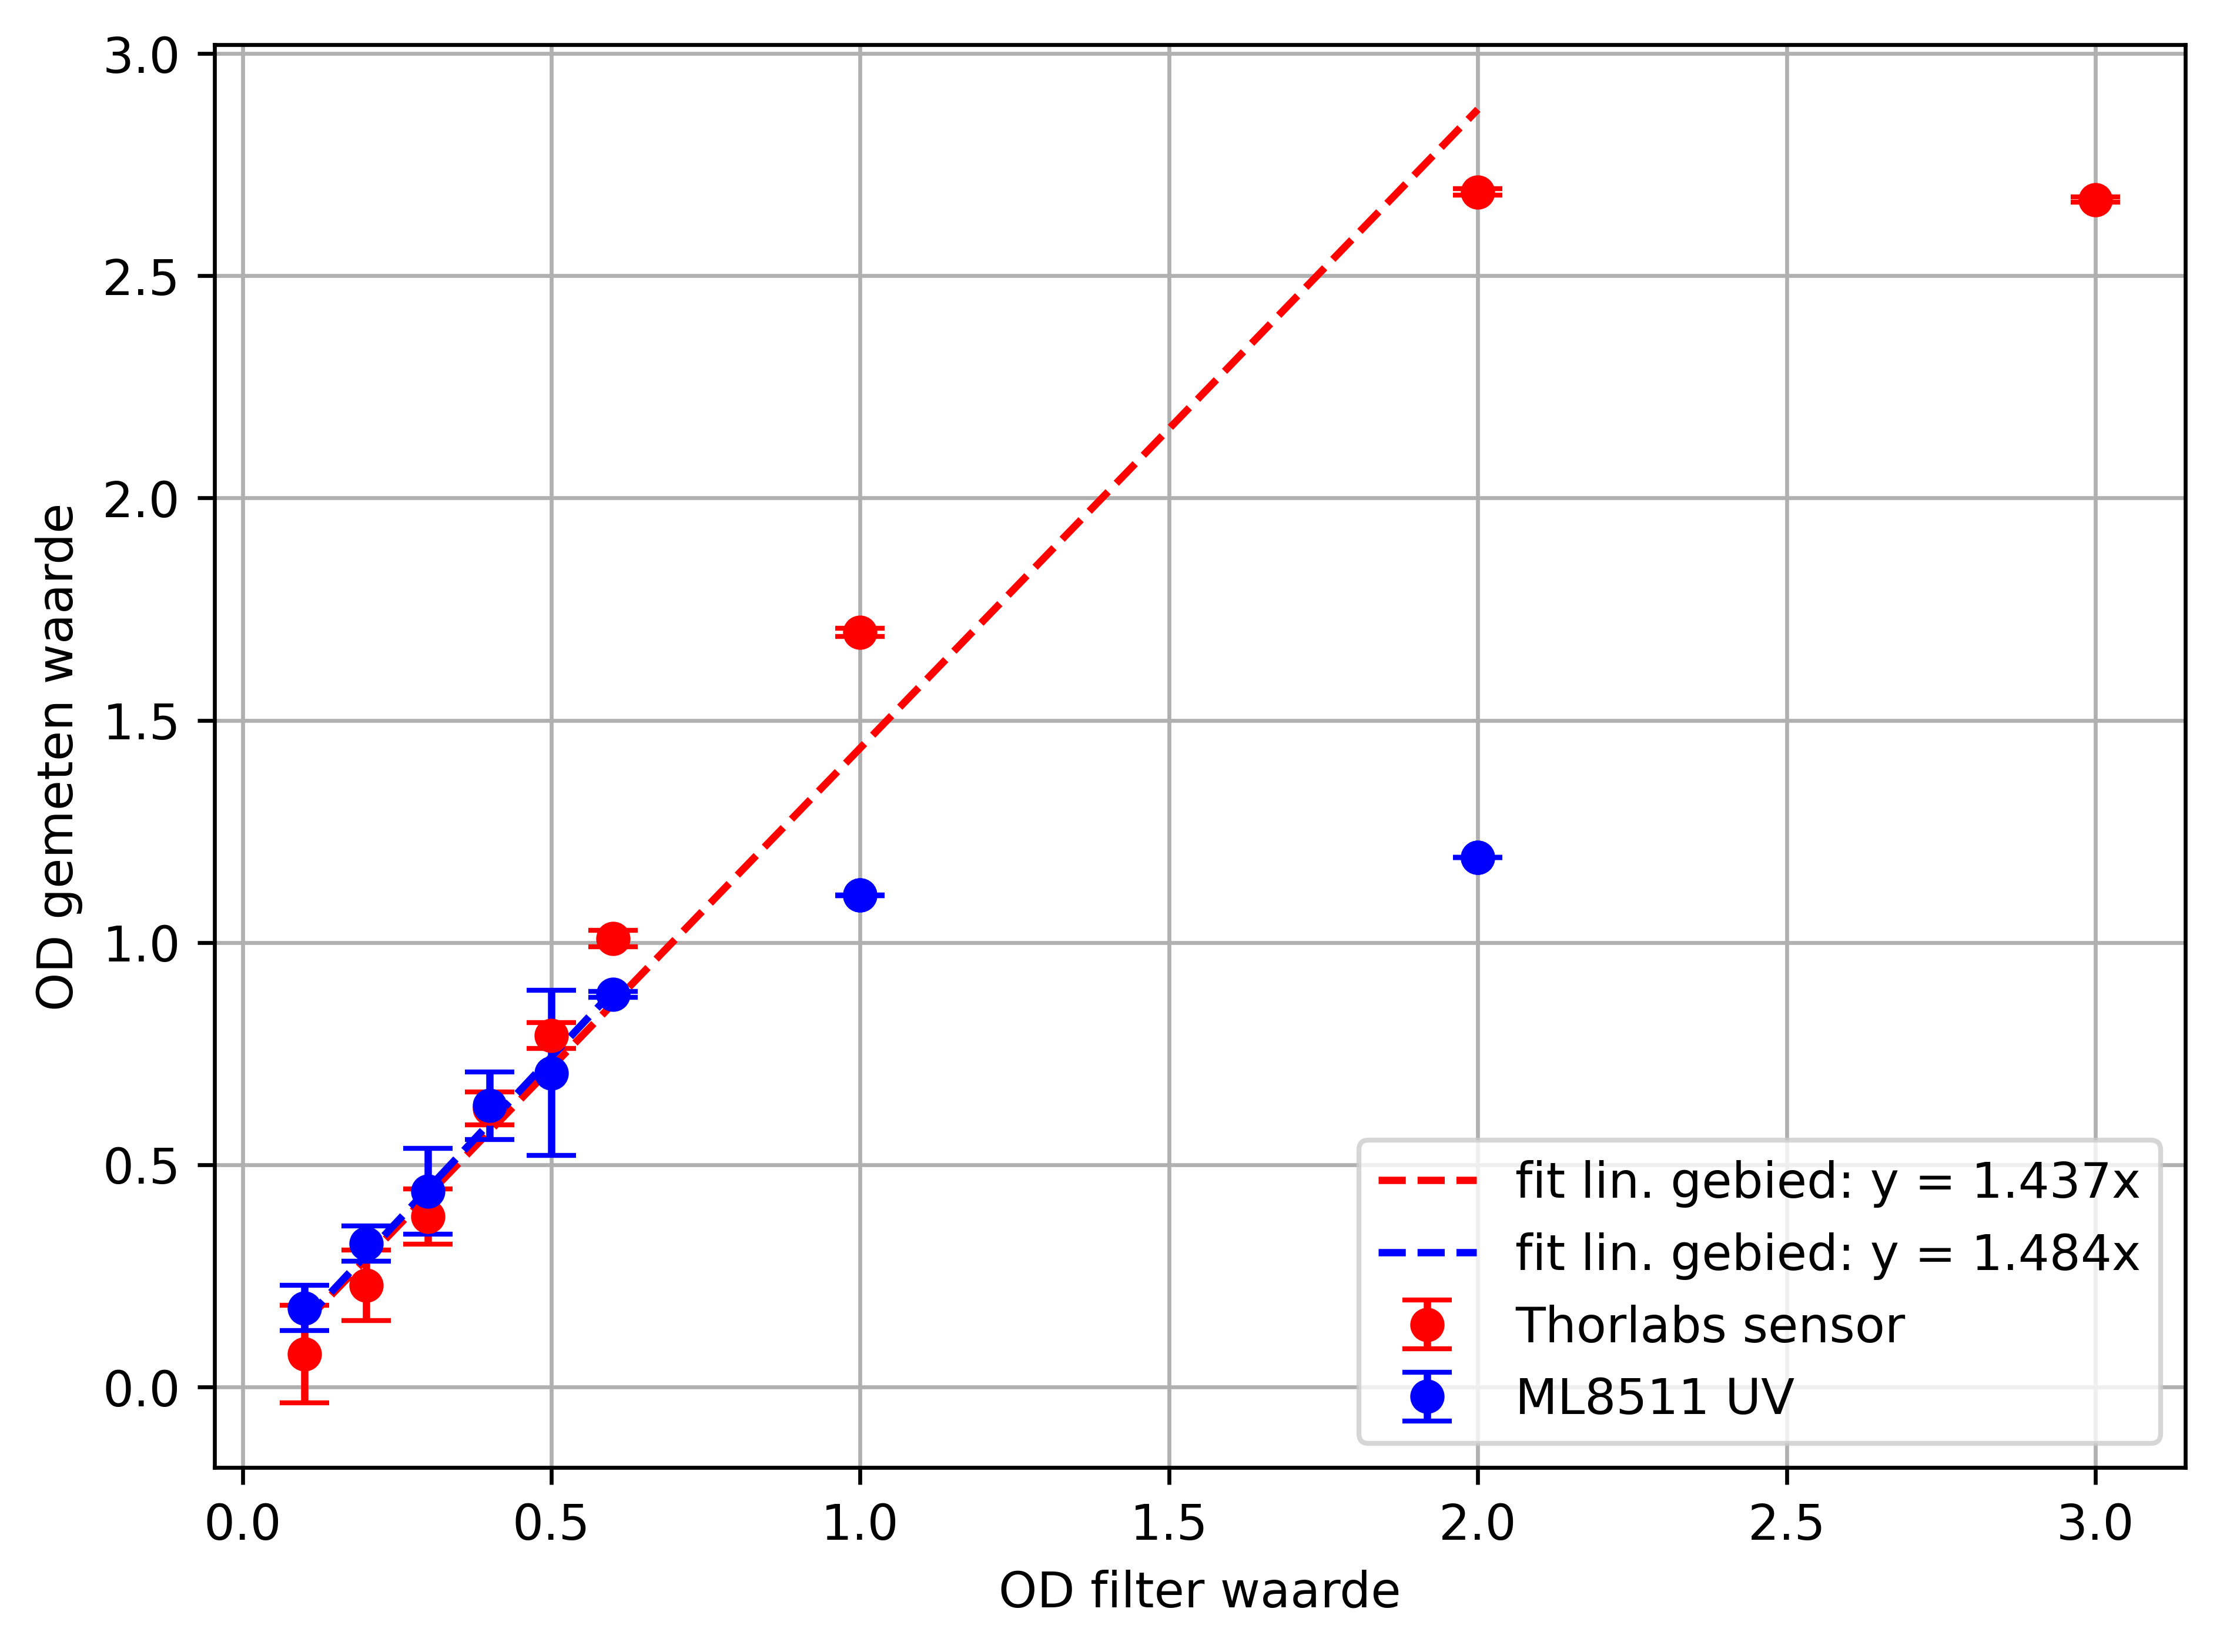 3.0
2.5
2.0
1.5
1.0
0.5
0.0
OD gemeten waarde
fit lin. gebied: y = 1.437x
fit lin. gebied: y = 1.484x
Thorlabs sensor
ML8511 UV
0.0 0.5 1.0 1.5 2.0 2.5 3.0
OD filter waarde